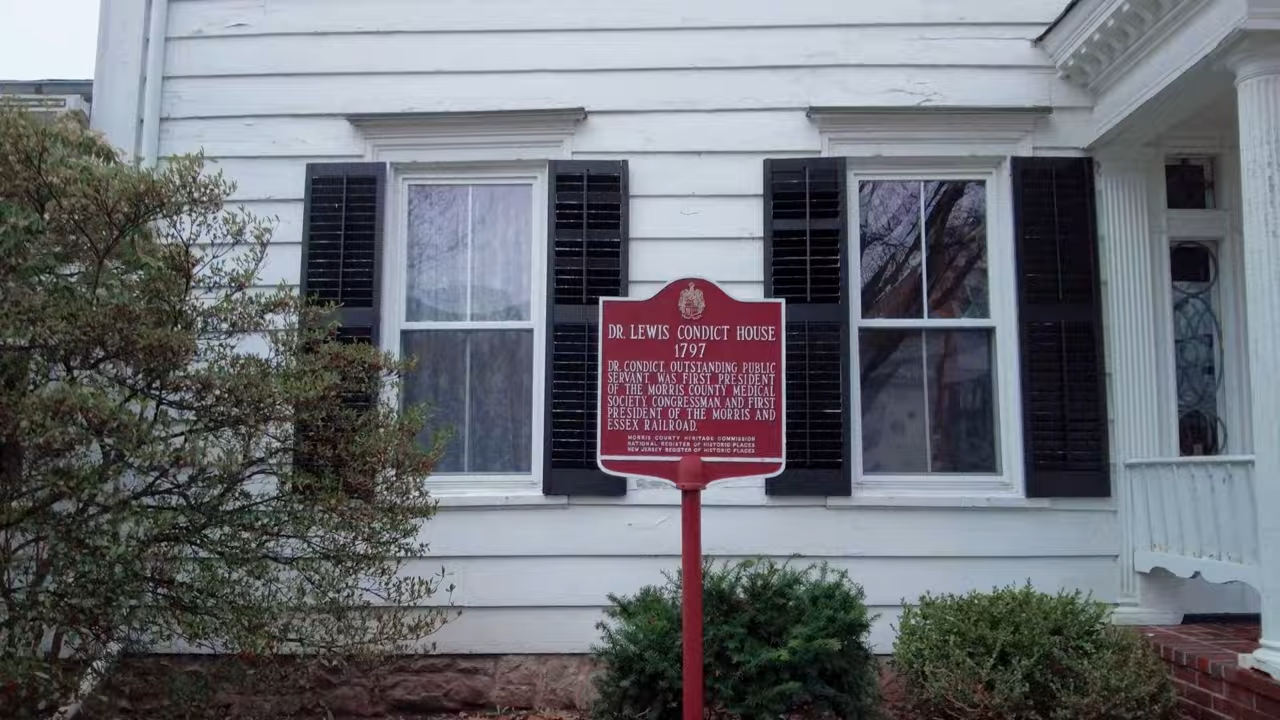 DR. LEWIS CONDICT HOUSE
1797
DR. CONDICT, OUTSTANDING PUBLIC
SERVANT, WAS FIRST PRESIDENT
OF THE MORRIS COUNTY MEDICAL
SOCIETY, CONGRESSMAN, AND FIRST
PRESIDENT OF THE MORRIS AND
ESSEX RAILROAD.
MORRIS COUNTY HERITAGE COMMISSION
NATIONAL REGISTER OF HISTORIC PLACES
NEW JERSEY REGISTER OF HISTORIC PLACES